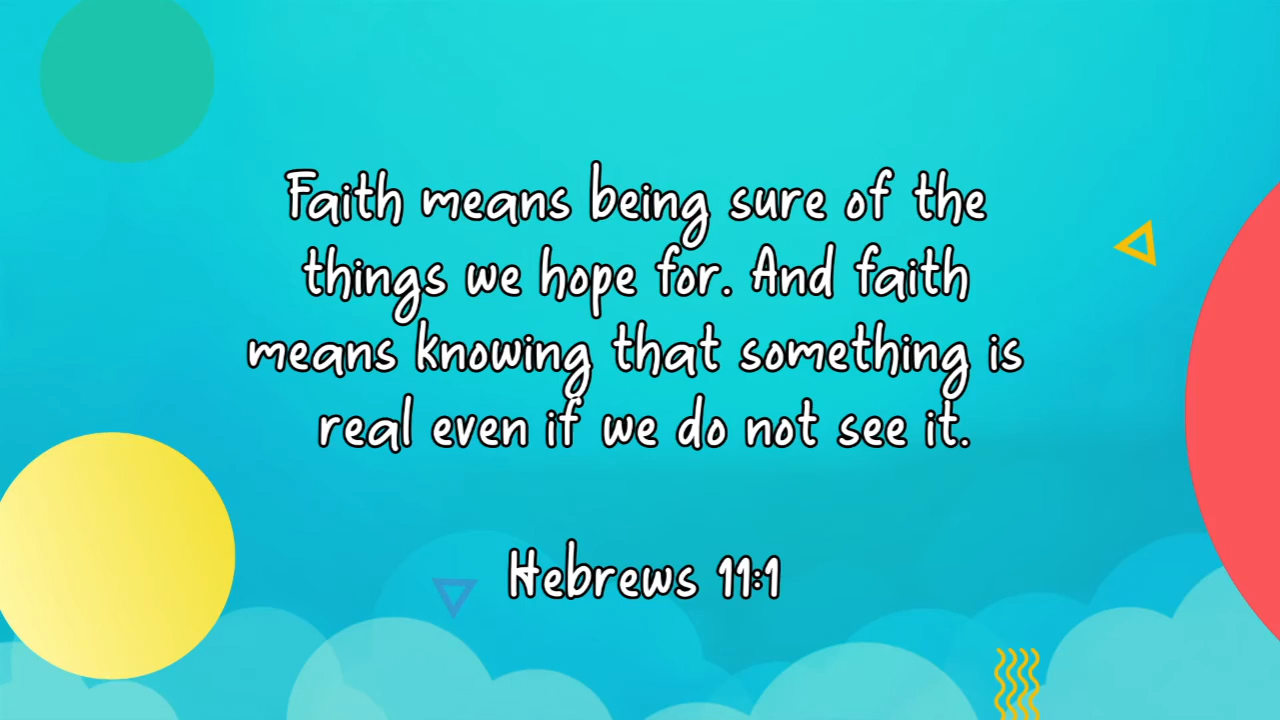 Faith means being sure of the
things we hope for. And faith
means knowing that something is
real even if we do not see it.
Hebrews 11:1